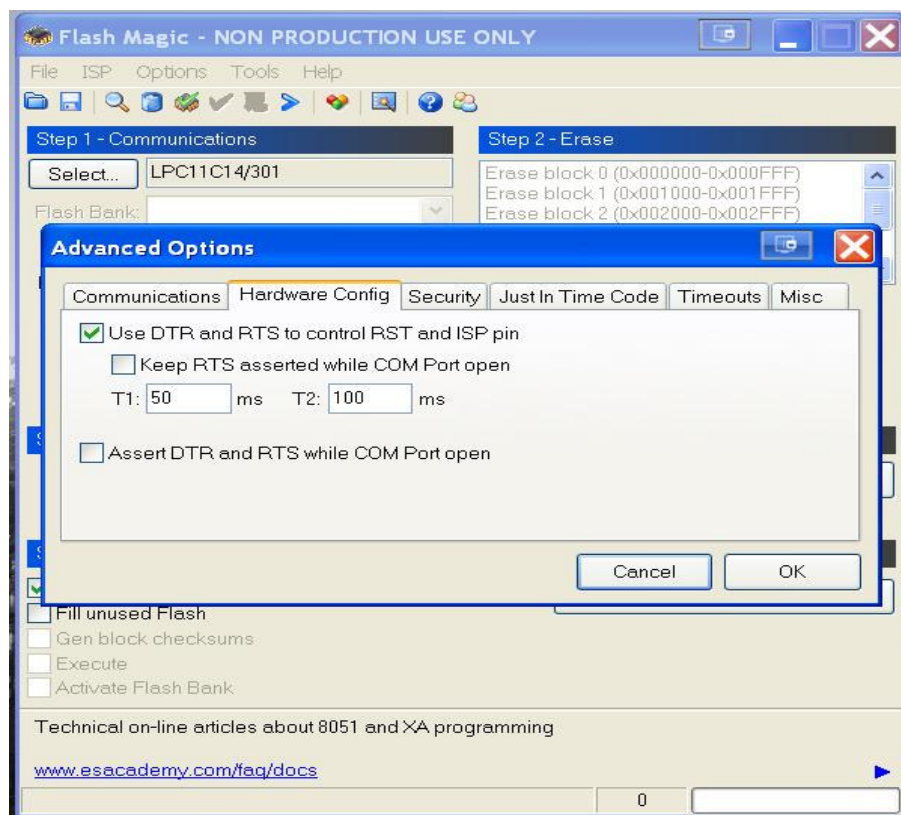 Flash Magic - NON PRODUCTION USE ONLY
File ISP Options Tools Help
Step 1 - Communications
Step 2 - Erase
Select... LPC11C14/301
Flash Bank:
Erase block 0 (0x000000-0x000FFF)
Erase block 1 (0x001000-0x001FFF)
Erase block 2 (0x002000-0x002FFF)
Advanced Options
Communications Hardware Config Security Just In Time Code Timeouts Misc
Use DTR and RTS to control RST and ISP pin
Keep RTS asserted while COM Port open
T1: 50 ms T2: 100 ms
Assert DTR and RTS while COM Port open
Cancel OK
Fill unused Flash
Gen block checksums
Execute
Activate Flash Bank
Technical on-line articles about 8051 and XA programming
www.esacademy.com/faq/docs
0